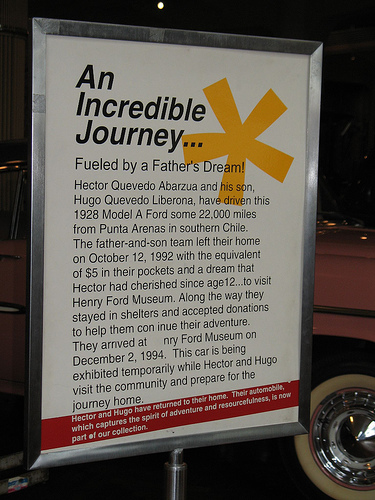 An
Incredible
Journey...
Fueled by a Father's Dream!
Hector Quevedo Abarzua and his son,
Hugo Quevedo Liberona, have driven this
1928 Model A Ford some 22,000 miles
from Punta Arenas in southern Chile.
The father-and-son team left their home
on October 12, 1992 with the equivalent
of $5 in their pockets and a dream that
Hector had cherished since age12...to visit
Henry Ford Museum. Along the way they
stayed in shelters and accepted donations
to help them con inue their adventure.
They arrived at nry Ford Museum on
December 2, 1994. This car is being
exhibited temporarily while Hector and Hugo
visit the community and prepare for the
journey home.
Hector and Hugo have returned to their home. Their automobile,
which captures the spirit of adventure and resourcefulness, is now
part of our collection.